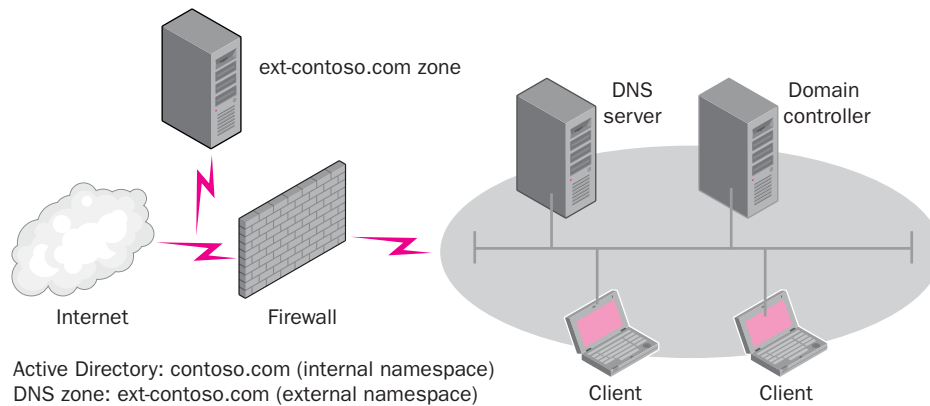 ext-contoso.com zone
DNS
server
Domain
controller
Internet
Firewall
Client
Client
Active Directory: contoso.com (internal namespace)
DNS zone: ext-contoso.com (external namespace)